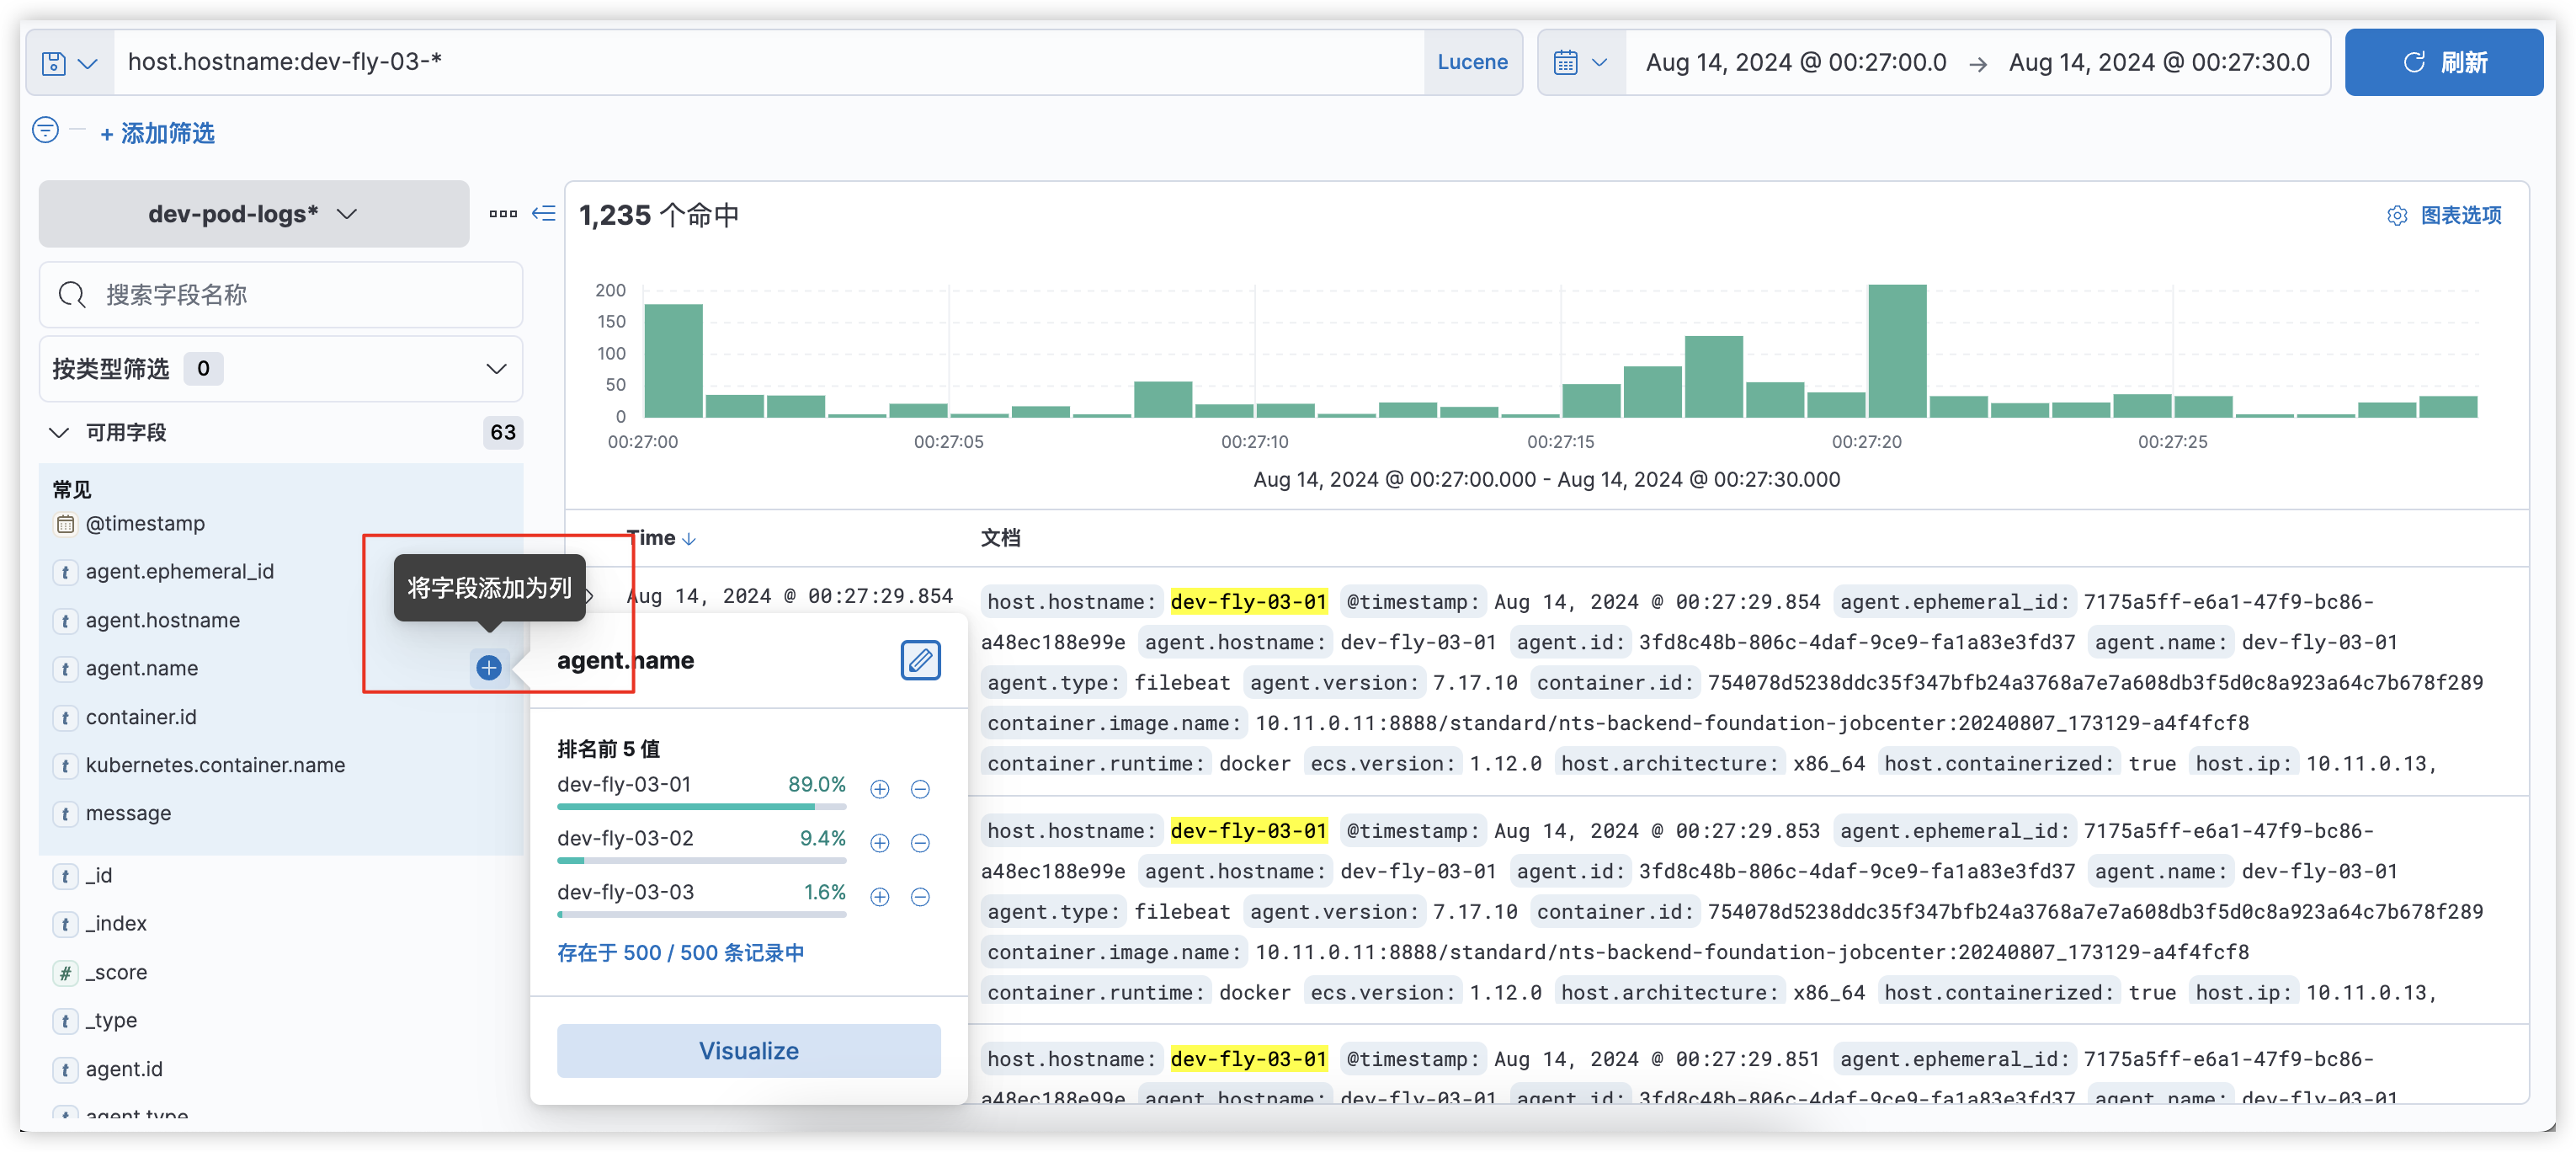 host.hostname:dev-fly-03-*
Lucene
Aug 14, 2024 @ 00:27:00.0 → Aug 14, 2024 @ 00:27:30.0
刷新
+ 添加筛选
dev-pod-logs*
搜索字段名称
按类型筛选 0
可用字段 63
常见
@timestamp
t agent.ephemeral_id
t agent.hostname
t agent.name
t container.id
t kubernetes.container.name
t message
t _id
t _index
# _score
t _type
t agent.id
t agent.type
将字段添加为列
agent.name
排名前 5 值
dev-fly-03-01 89.0%
dev-fly-03-02 9.4%
dev-fly-03-03 1.6%
存在于 500 / 500 条记录中
Visualize
1,235 个命中
图表选项
200
150
100
50
0
00:27:00 00:27:05 00:27:10 00:27:15 00:27:20 00:27:25
Aug 14, 2024 @ 00:27:00.000 - Aug 14, 2024 @ 00:27:30.000
Time ↓ 文档
Aug 14, 2024 @ 00:27:29.854
host.hostname: dev-fly-03-01 @timestamp: Aug 14, 2024 @ 00:27:29.854 agent.ephemeral_id: 7175a5ff-e6a1-47f9-bc86-
a48ec188e99e agent.hostname: dev-fly-03-01 agent.id: 3fd8c48b-806c-4daf-9ce9-fa1a83e3fd37 agent.name: dev-fly-03-01
agent.type: filebeat agent.version: 7.17.10 container.id: 754078d5238ddc35f347bfb24a3768a7e7a608db3f5d0c8a923a64c7b678f289
container.image.name: 10.11.0.11:8888/standard/nts-backend-foundation-jobcenter:20240807_173129-a4f4fcf8
container.runtime: docker ecs.version: 1.12.0 host.architecture: x86_64 host.containerized: true host.ip: 10.11.0.13,
host.hostname: dev-fly-03-01 @timestamp: Aug 14, 2024 @ 00:27:29.853 agent.ephemeral_id: 7175a5ff-e6a1-47f9-bc86-
a48ec188e99e agent.hostname: dev-fly-03-01 agent.id: 3fd8c48b-806c-4daf-9ce9-fa1a83e3fd37 agent.name: dev-fly-03-01
agent.type: filebeat agent.version: 7.17.10 container.id: 754078d5238ddc35f347bfb24a3768a7e7a608db3f5d0c8a923a64c7b678f289
container.image.name: 10.11.0.11:8888/standard/nts-backend-foundation-jobcenter:20240807_173129-a4f4fcf8
container.runtime: docker ecs.version: 1.12.0 host.architecture: x86_64 host.containerized: true host.ip: 10.11.0.13,
host.hostname: dev-fly-03-01 @timestamp: Aug 14, 2024 @ 00:27:29.851 agent.ephemeral_id: 7175a5ff-e6a1-47f9-bc86-
a48ec188e99e agent.hostname: dev-fly-03-01 agent.id: 3fd8c48b-806c-4daf-9ce9-fa1a83e3fd37 agent.name: dev-fly-03-01